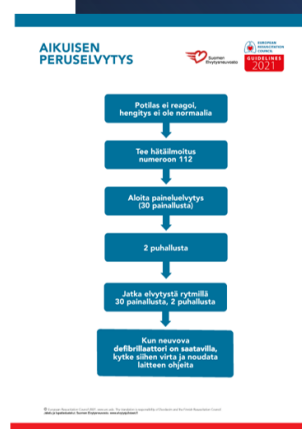 AIKUISEN
PERUSELVYTYS
Suomen
Elvytysneuvosto
EUROPEAN
RESUSCITATION
COUNCIL
GUIDELINES
2021
Potilas ei reagoi,
hengitys ei ole normaalia
Tee hätäilmoitus
numeroon 112
Aloita paineluelvytys
(30 painallusta)
2 puhallusta
Jatka elvytystä rytmillä
30 painallusta, 2 puhallusta
Kun neuvova
defibrillaattori on saatavilla,
kytke siihen virta ja noudata
laitteen ohjeita